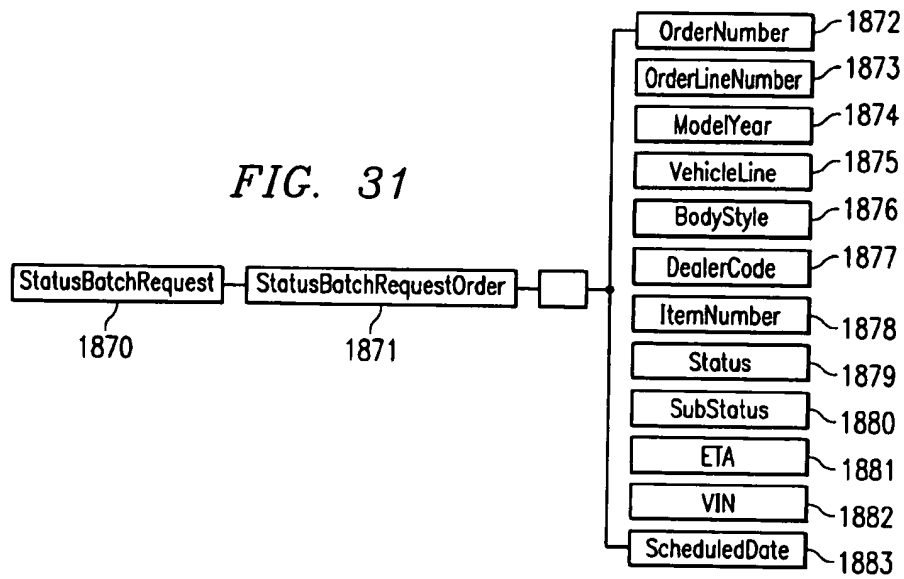 OrderNumber
1872
OrderLineNumber
1873
ModelYear
1874
VehicleLine
1875
FIG. 31
BodyStyle
1876
DealerCode
1877
StatusBatchRequest
1870
StatusBatchRequestOrder
1871
ItemNumber
1878
Status
1879
SubStatus
1880
ETA
1881
VIN
1882
ScheduledDate
1883